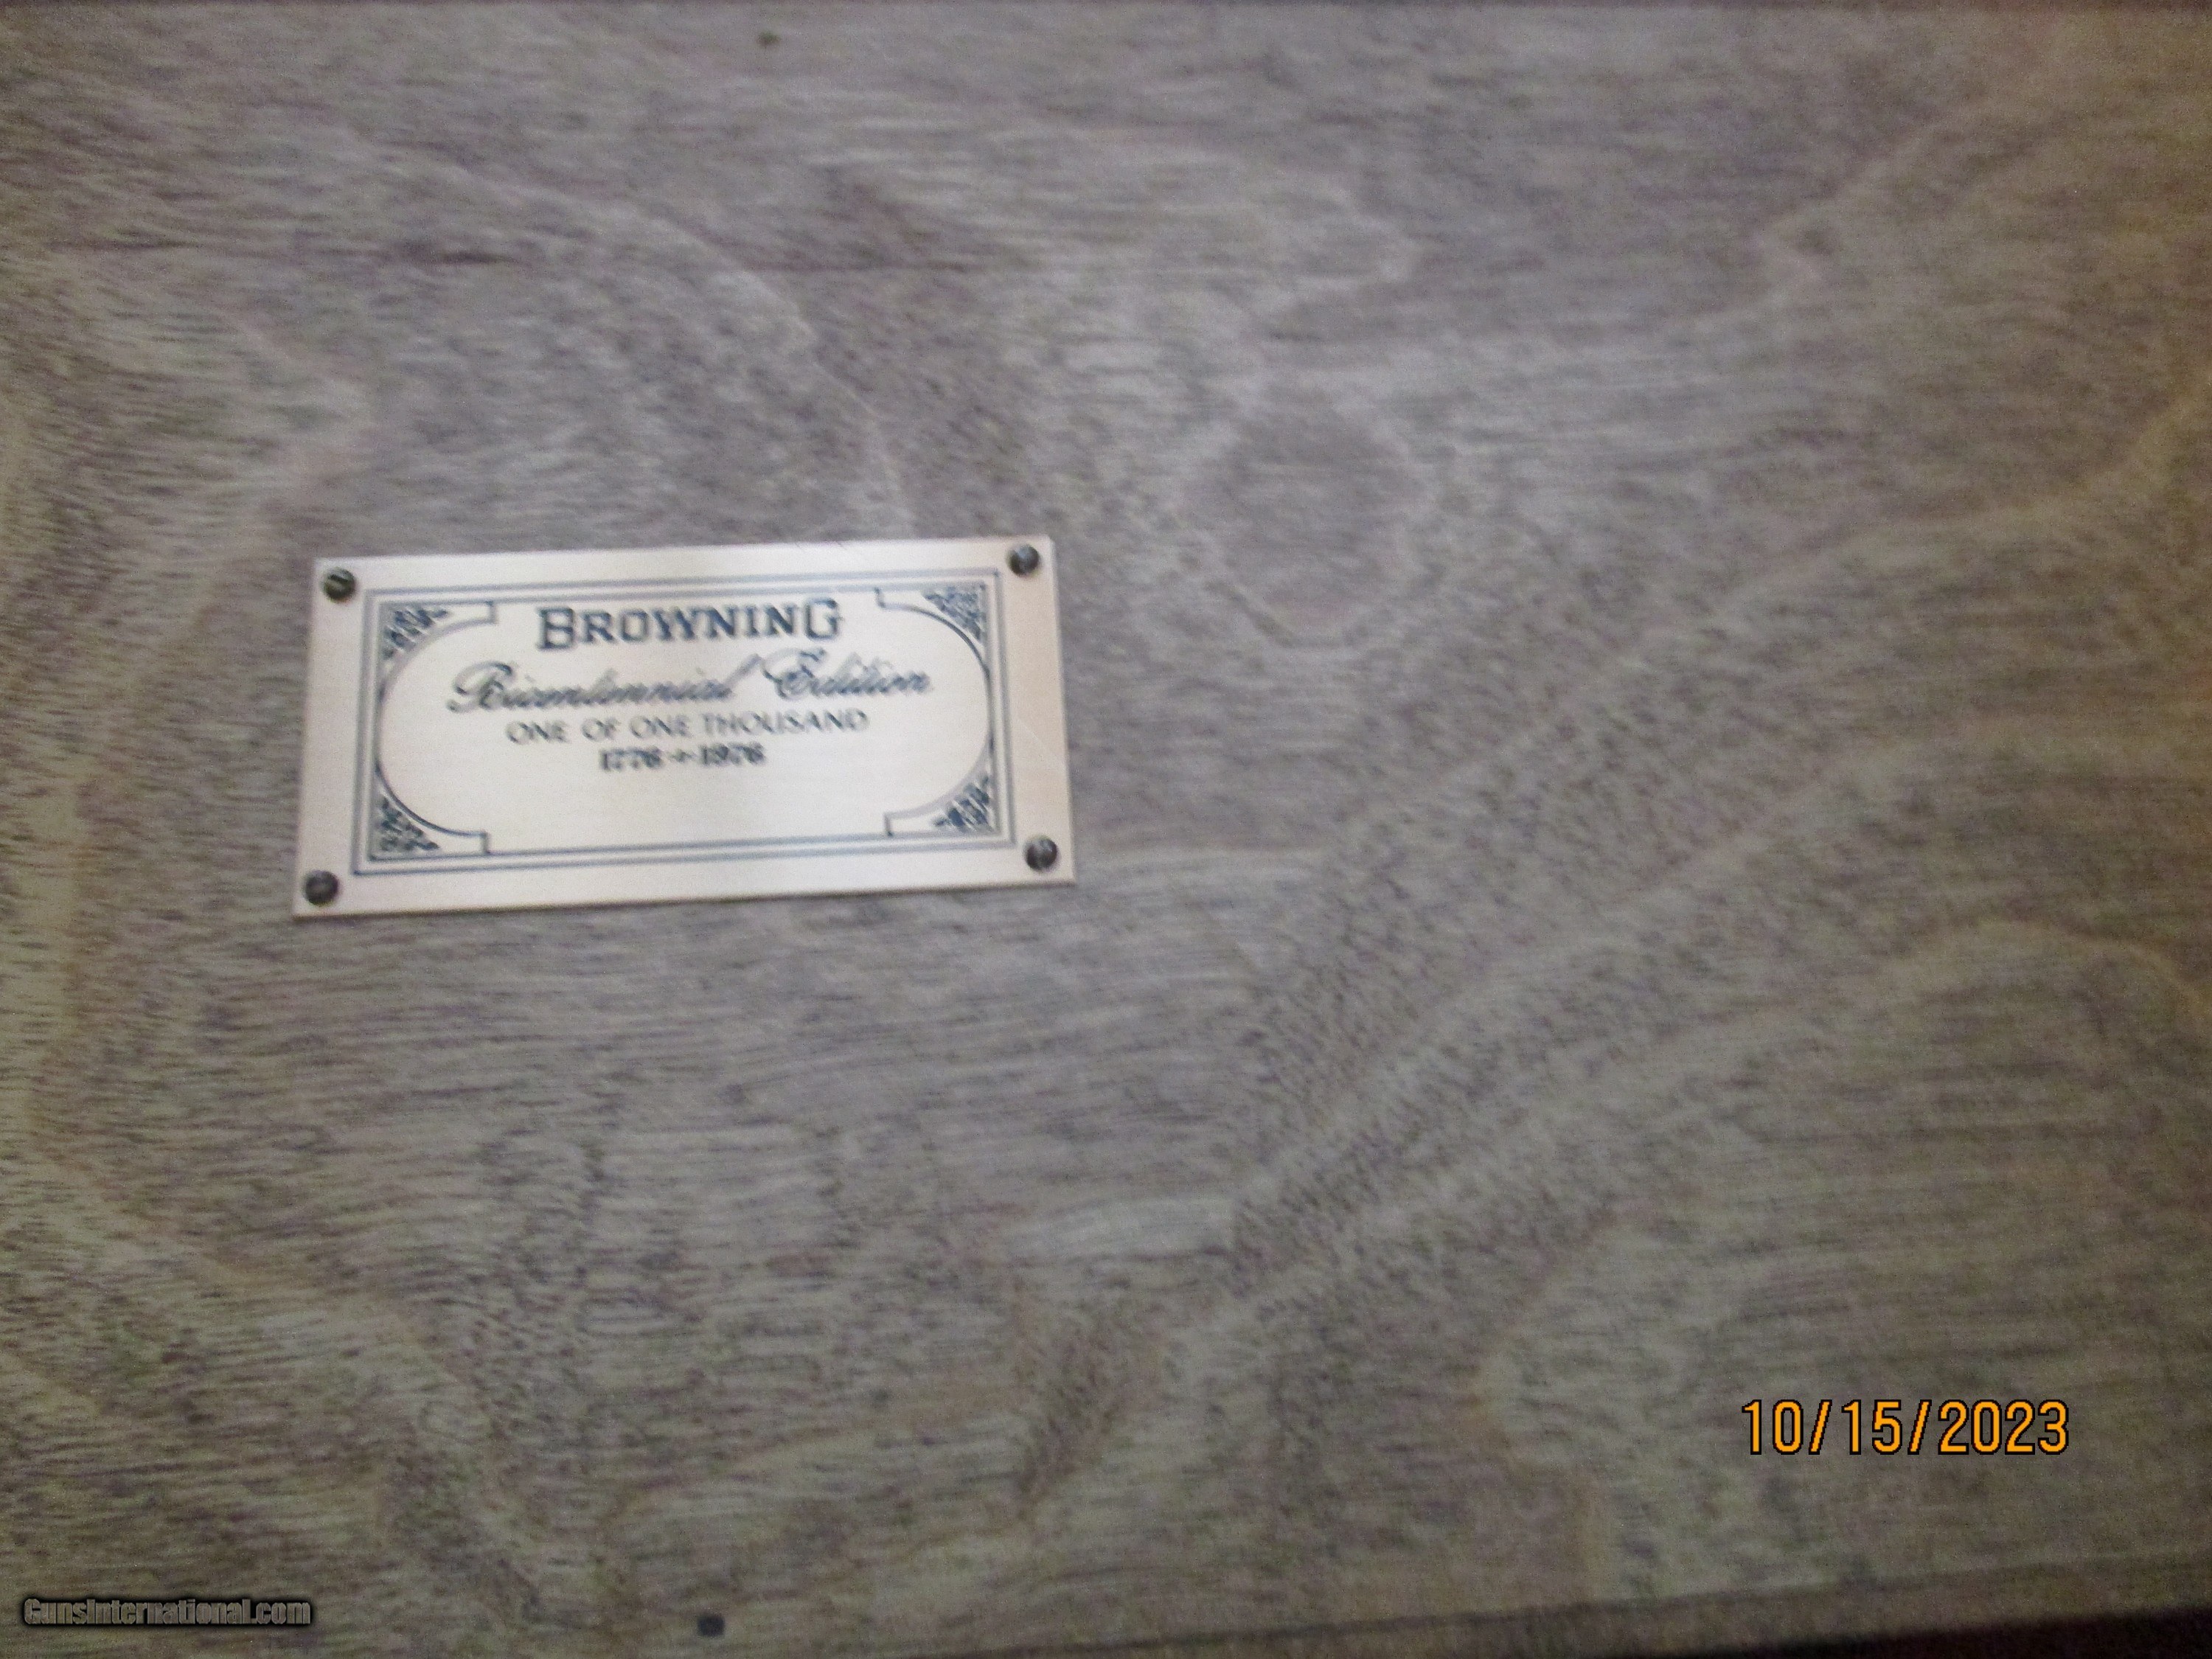 BROWNING
Bicentennial Edition
ONE OF ONE THOUSAND
1776-1976
10/15/2023
GunsInternational.com